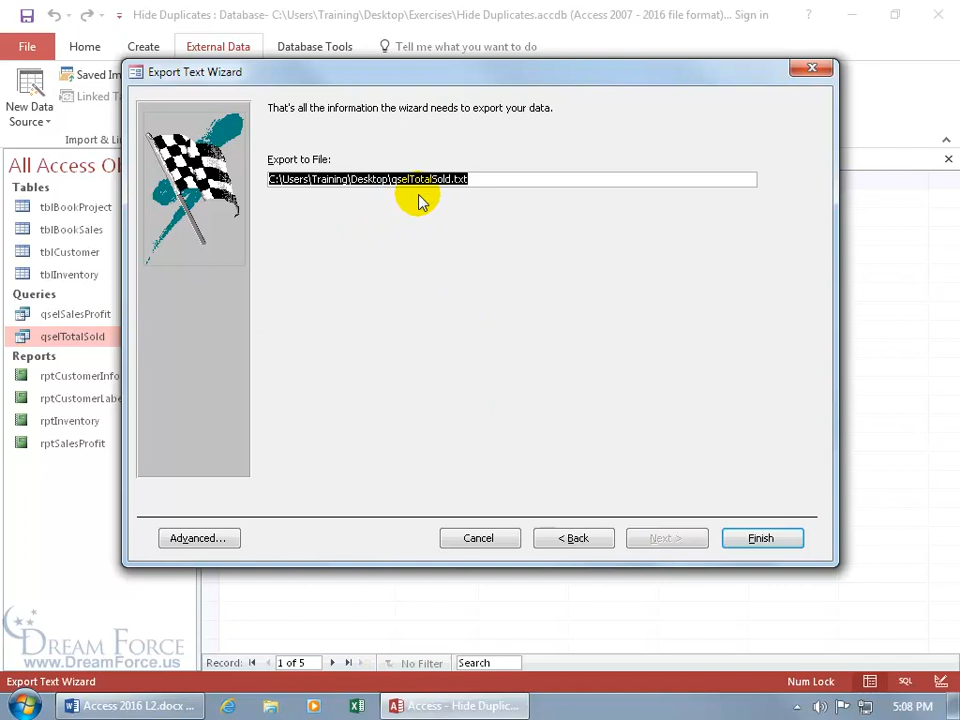 Hide Duplicates : Database- C:\Users\Training\Desktop\Exercises\Hide Duplicates.accdb (Access 2007 - 2016 file format)... Sign in
?
File
Home
Create
External Data
Database Tools
Tell me what you want to do
New Data
Source
Saved Im
Linked T
Import & Li
Export Text Wizard
That's all the information the wizard needs to export your data.
Export to File:
C:\Users\Training\Desktop\qselTotalSold.txt
Advanced...
Cancel
< Back
Next >
Finish
All Access Ob
Tables
tblBookProject
tblBookSales
tblCustomer
tblInventory
Queries
qselSalesProfit
qselTotalSold
Reports
rptCustomerInfo
rptCustomerLabe
rptInventory
rptSalesProfit
DREAM FORCE
www.DreamForce.us
Record:
1 of 5
No Filter
Search
Export Text Wizard
Num Lock
SQL
Access 2016 L2.docx ...
Access - Hide Duplic...
5:08 PM